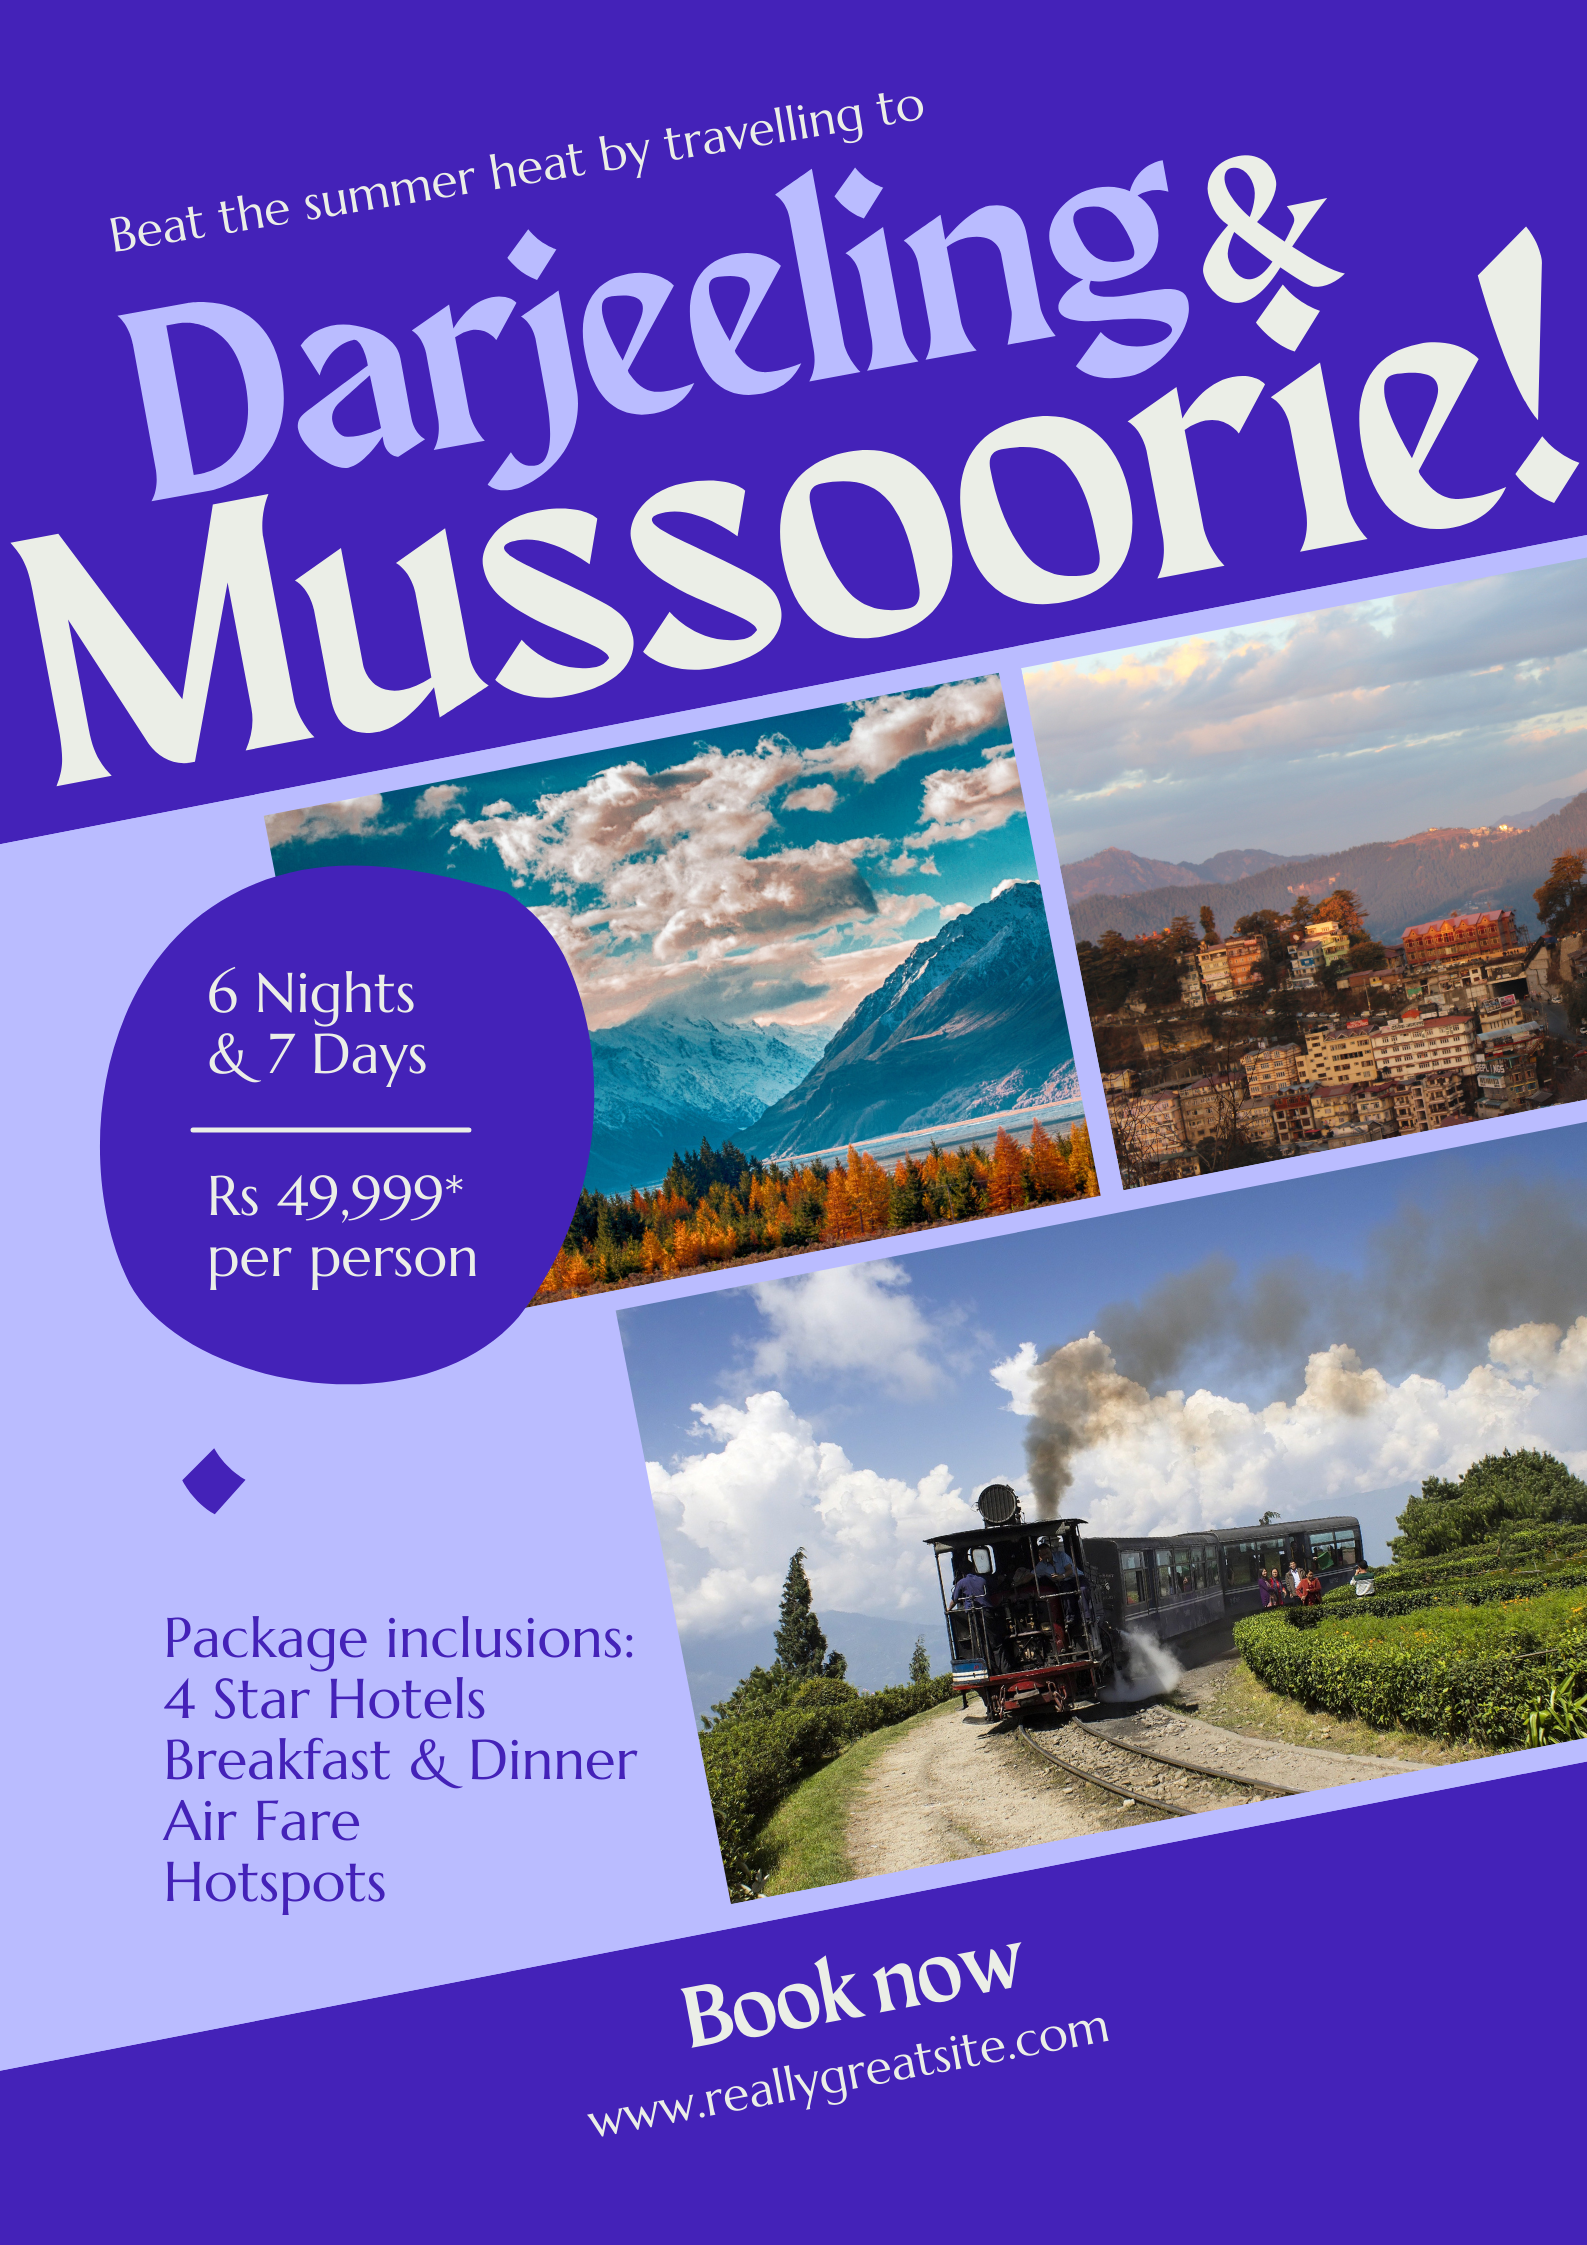 Beat the summer heat by travelling to
Darjeeling &
Mussoorie!
6 Nights
& 7 Days
Rs 49,999*
per person
Package inclusions:
4 Star Hotels
Breakfast & Dinner
Air Fare
Hotspots
Book now
www.reallygreatsite.com